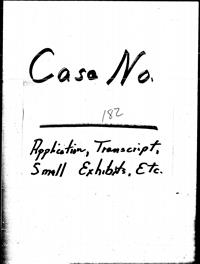 Case No.
182
Application, Transcript,
Small Exhibits, Etc.